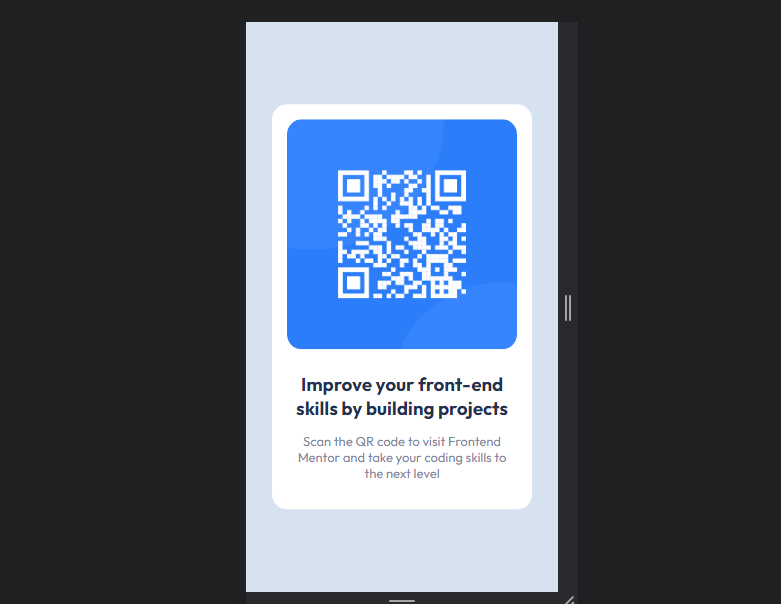 Improve your front-end
skills by building projects
Scan the QR code to visit Frontend
Mentor and take your coding skills to
the next level